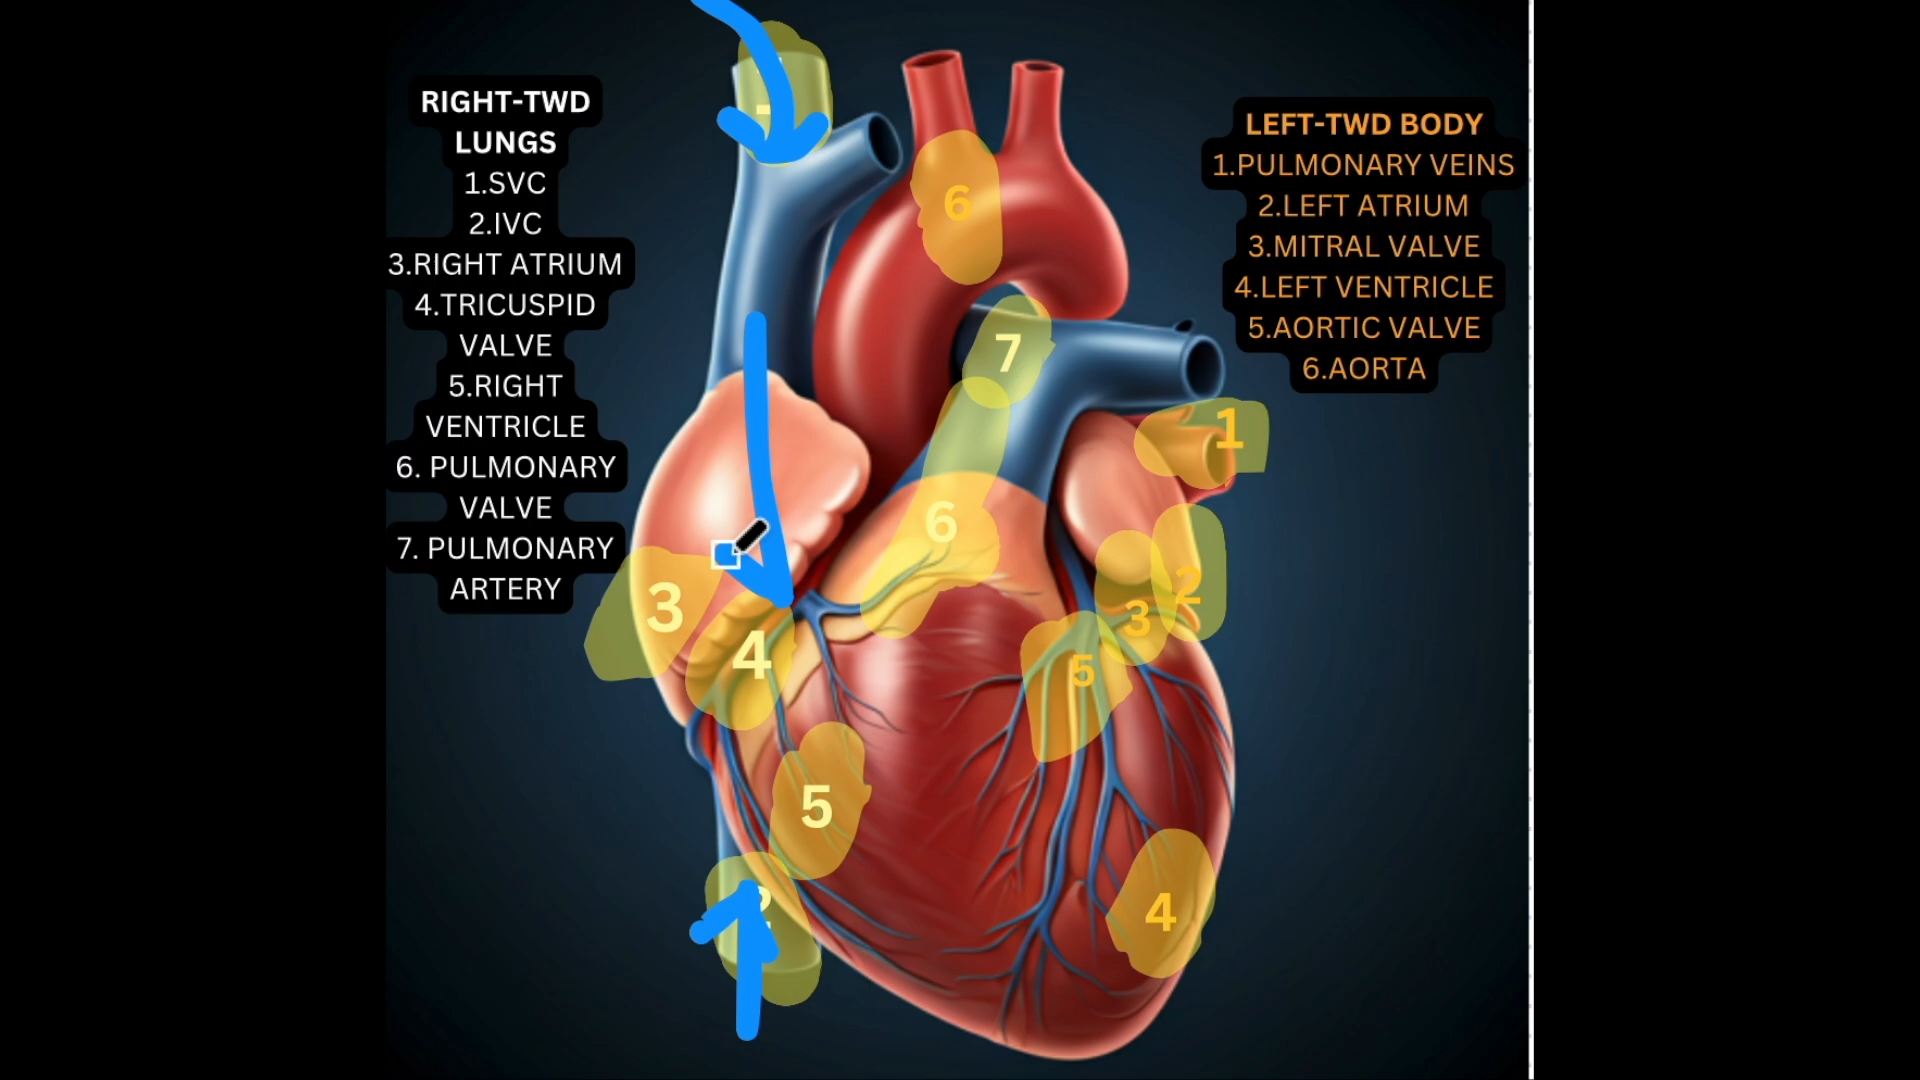 RIGHT-TWD
LUNGS
1.SVC
2.IVC
3.RIGHT ATRIUM
4.TRICUSPID
VALVE
5.RIGHT
VENTRICLE
6. PULMONARY
VALVE
7. PULMONARY
ARTERY
LEFT-TWD BODY
1.PULMONARY VEINS
2.LEFT ATRIUM
3.MITRAL VALVE
4.LEFT VENTRICLE
5.AORTIC VALVE
6.AORTA
6
7
1
6
2
3
3
4
5
5
4